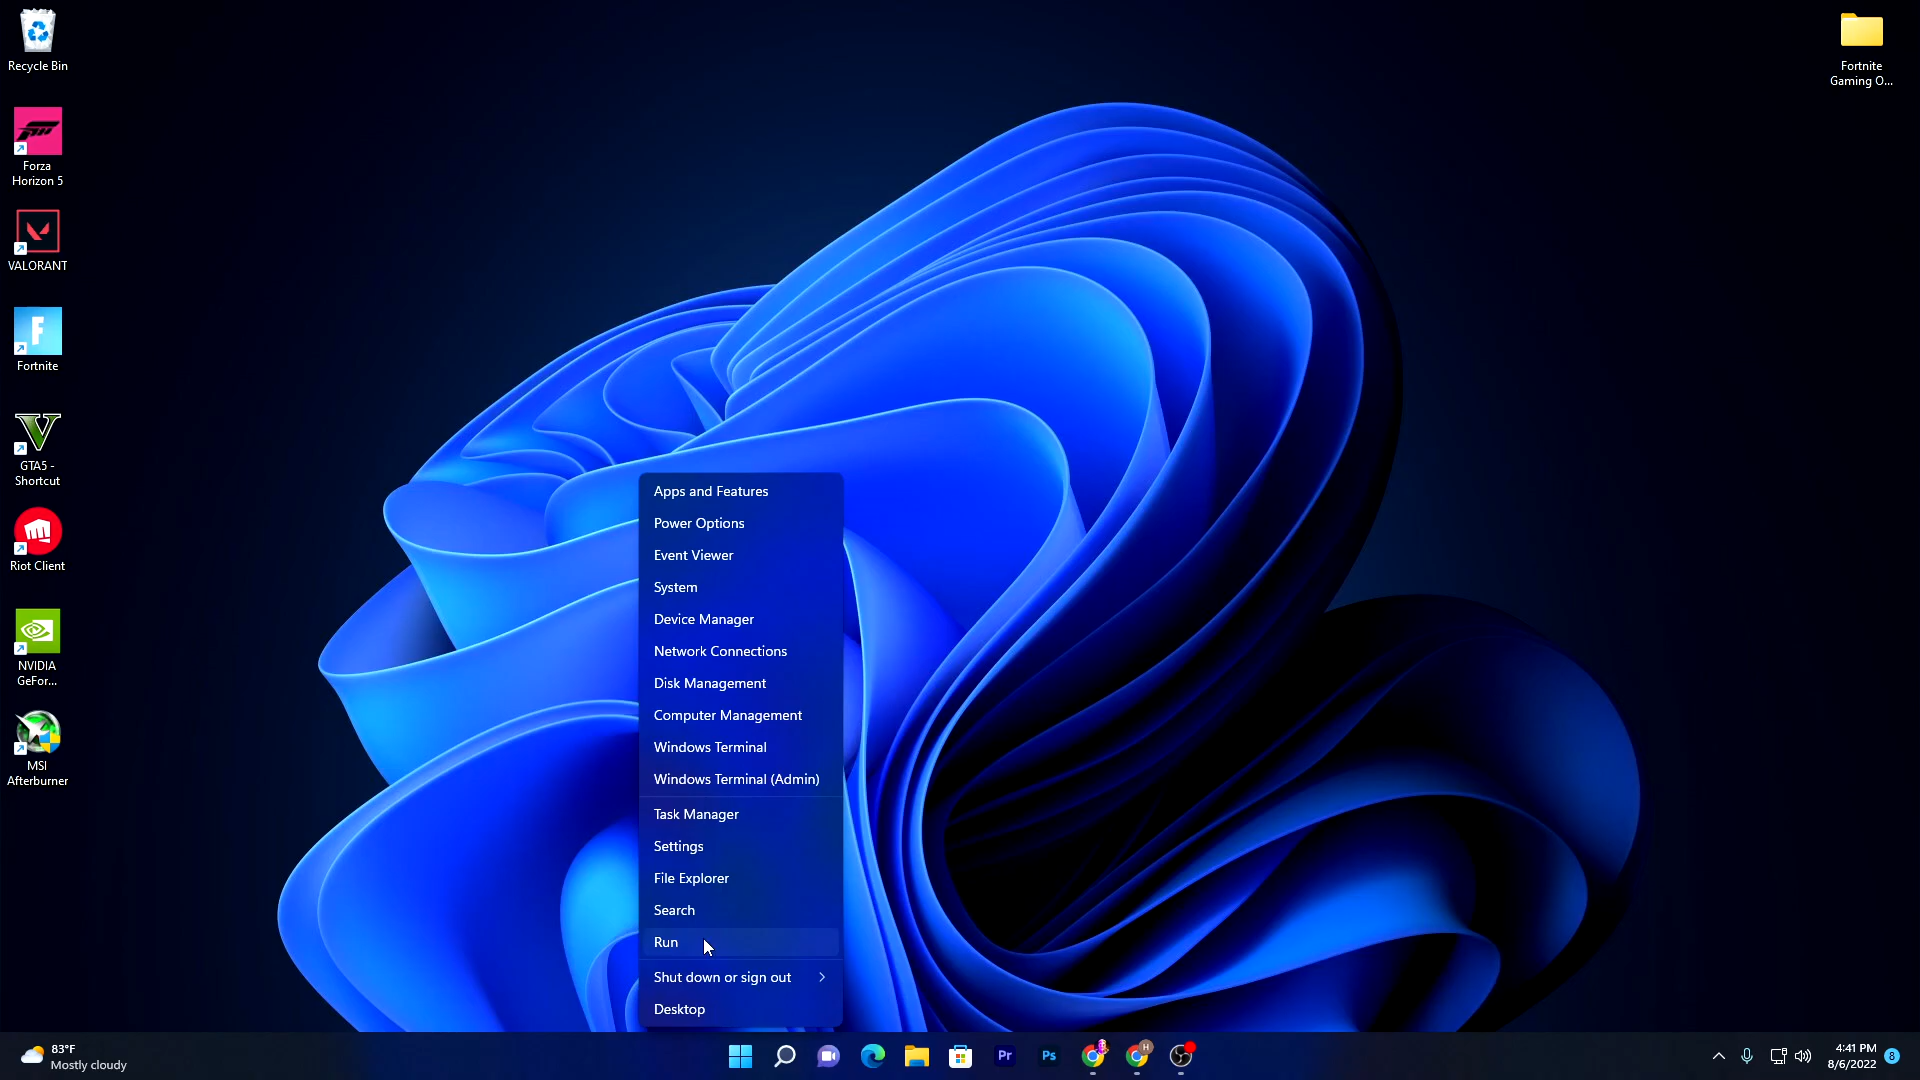 Recycle Bin
Forza
Horizon 5
VALORANT
F
Fortnite
V
GTA5 -
Shortcut
Riot Client
NVIDIA
GeFor...
MSI
Afterburner
Fortnite
Gaming O...
Apps and Features
Power Options
Event Viewer
System
Device Manager
Network Connections
Disk Management
Computer Management
Windows Terminal
Windows Terminal (Admin)
Task Manager
Settings
File Explorer
Search
Run
Shut down or sign out
Desktop
83°F
Mostly cloudy
Pr
Ps
H
4:41 PM
8/6/2022
8